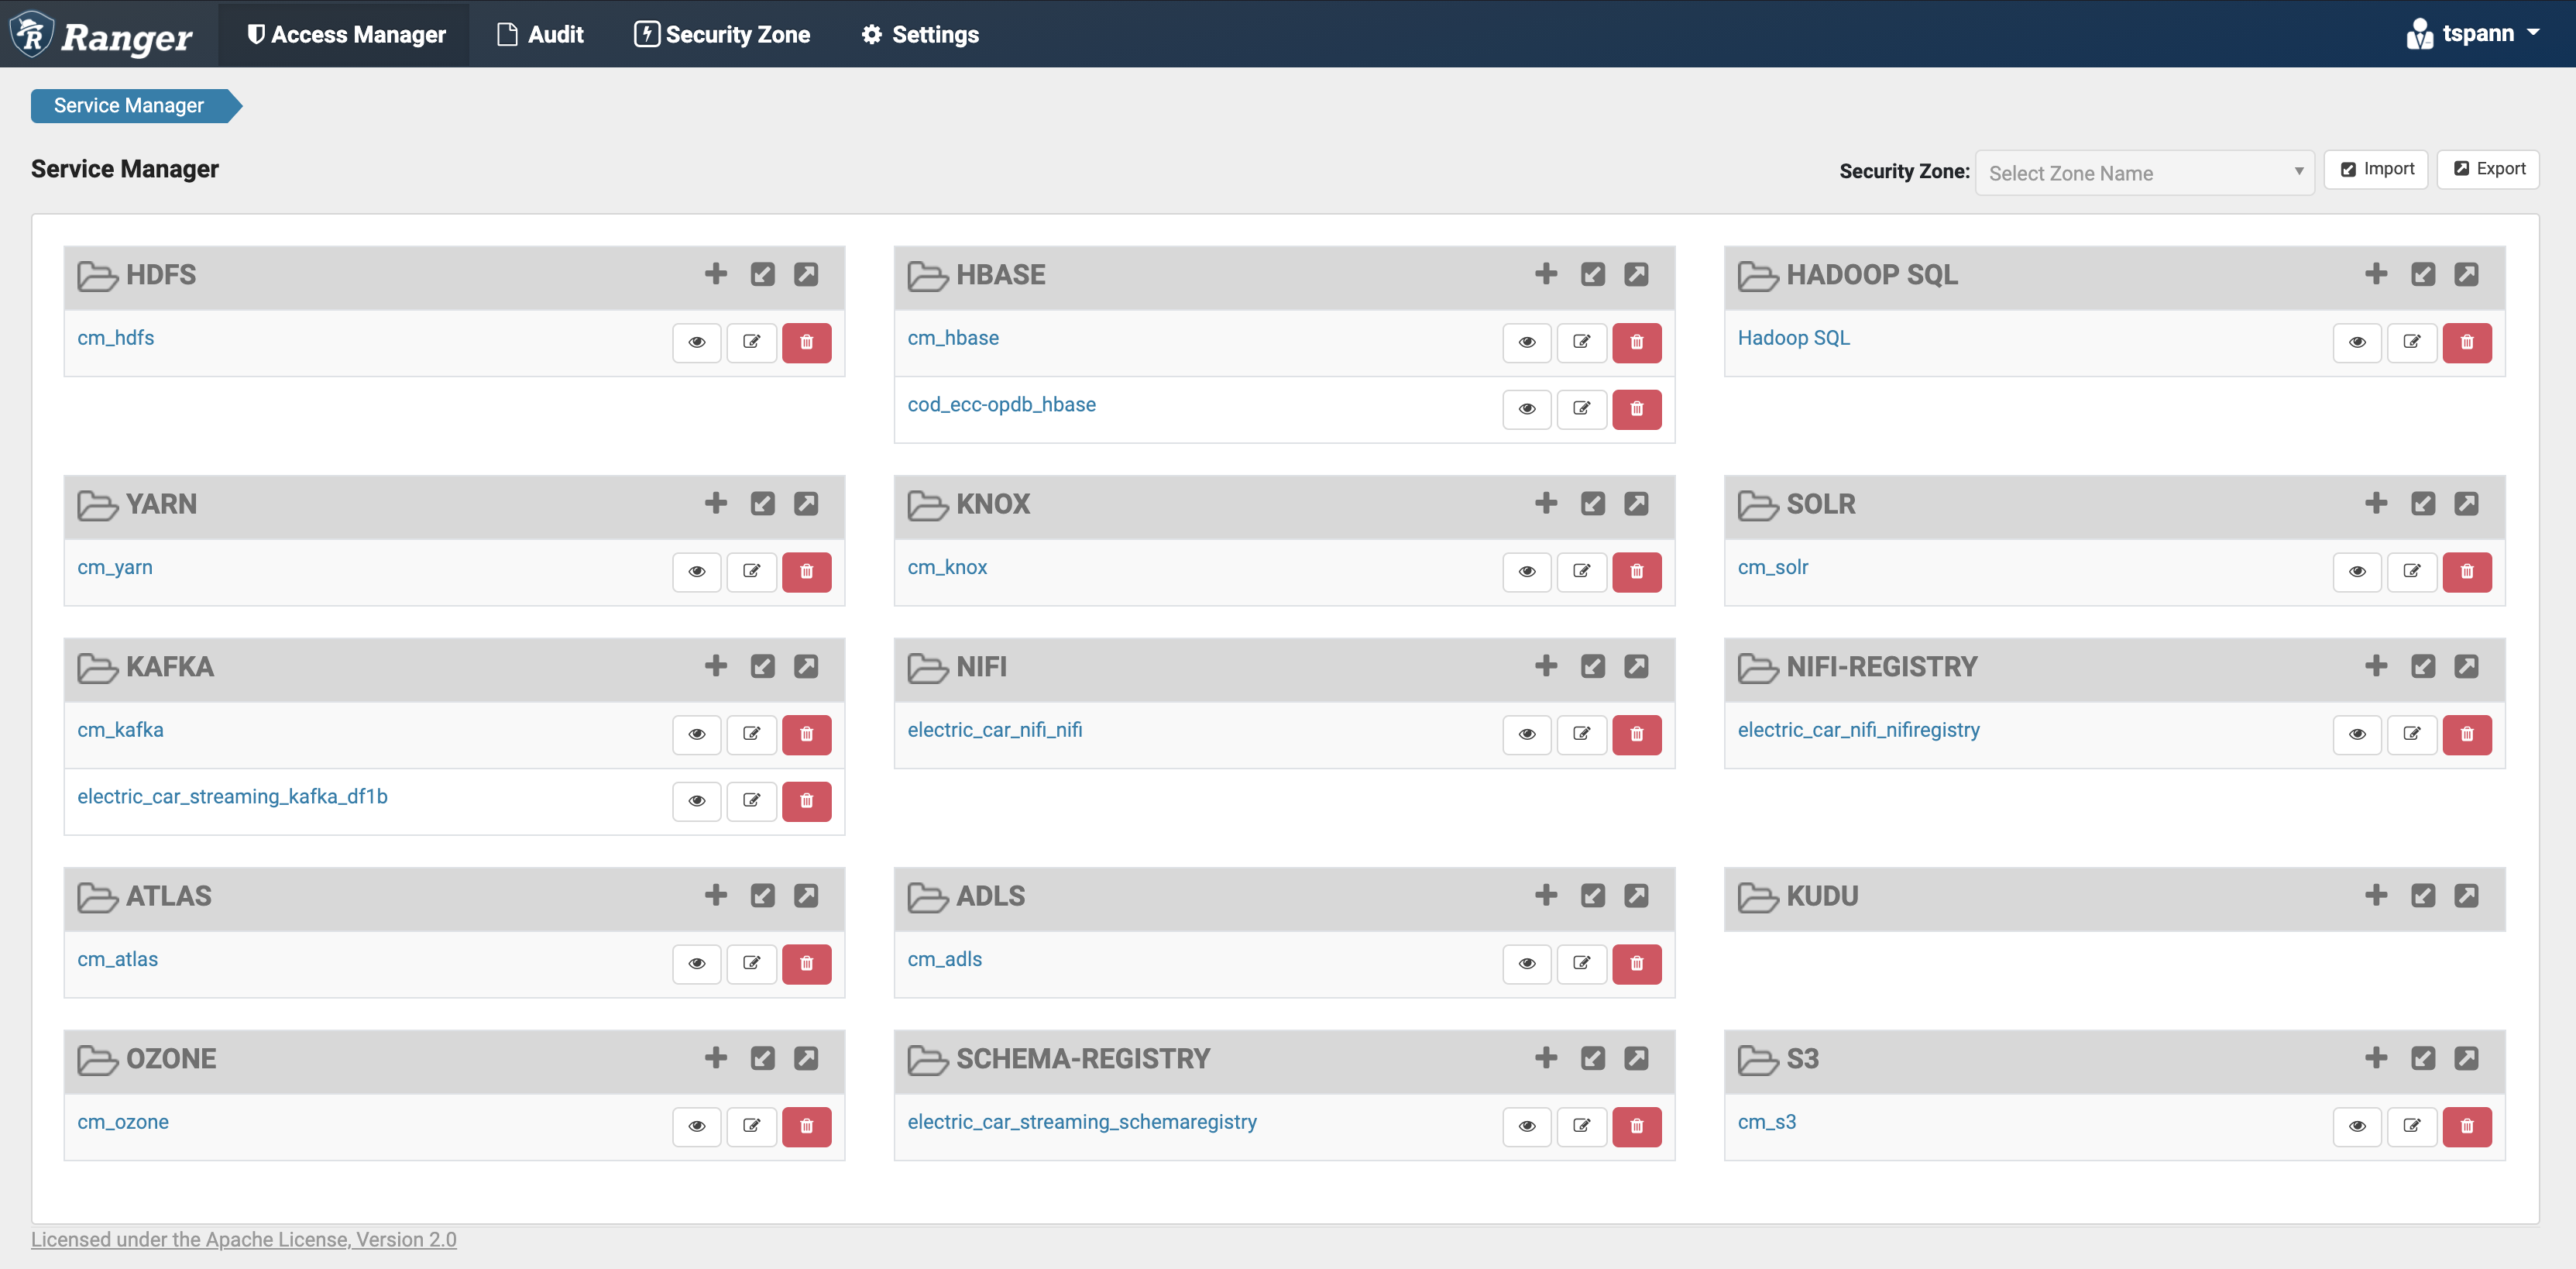 Ranger Access Manager Audit Security Zone Settings tspann
Service Manager
Service Manager Security Zone: Select Zone Name Import Export
HDFS HBASE HADOOP SQL
cm_hdfs cm_hbase Hadoop SQL
cod_ecc-opdb_hbase
YARN KNOX SOLR
cm_yarn cm_knox cm_solr
KAFKA NIFI NIFI-REGISTRY
cm_kafka electric_car_nifi_nifi electric_car_nifi_nifiregistry
electric_car_streaming_kafka_df1b
ATLAS ADLS KUDU
cm_atlas cm_adls
OZONE SCHEMA-REGISTRY S3
cm_ozone electric_car_streaming_schemaregistry cm_s3
Licensed under the Apache License, Version 2.0